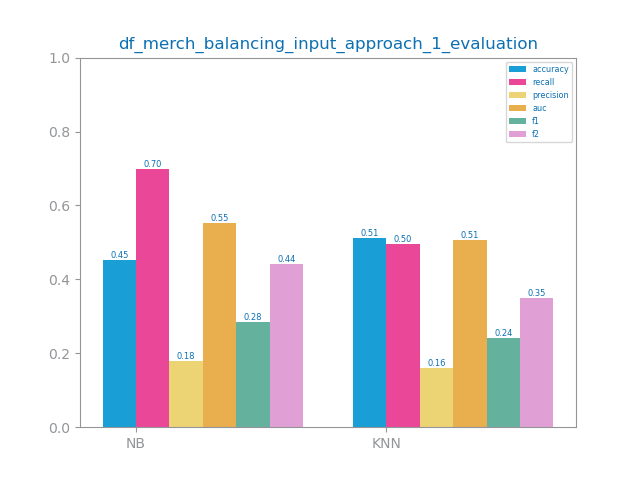 df_merch_balancing_input_approach_1_evaluation
1.0
0.8
0.6
0.4
0.2
0.0
accuracy
recall
precision
auc
f1
f2
0.45
0.70
0.18
0.55
0.28
0.44
0.51
0.50
0.16
0.51
0.24
0.35
NB
KNN